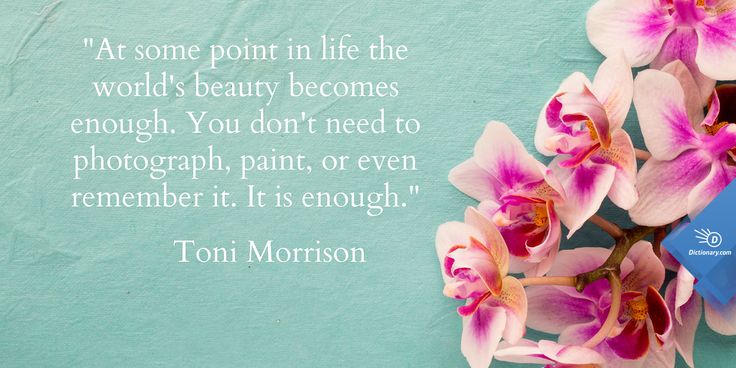 "At some point in life the
world's beauty becomes
enough. You don't need to
photograph, paint, or even
remember it. It is enough."
Toni Morrison
D
Dictionary.com